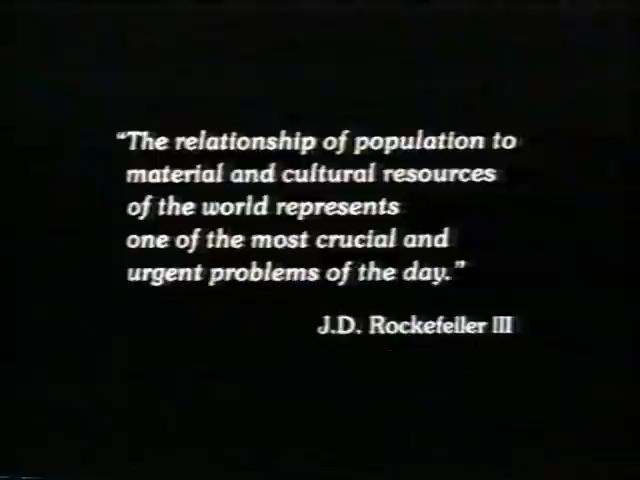 “The relationship of population to
material and cultural resources
of the world represents
one of the most crucial and
urgent problems of the day.”
J.D. Rockefeller III